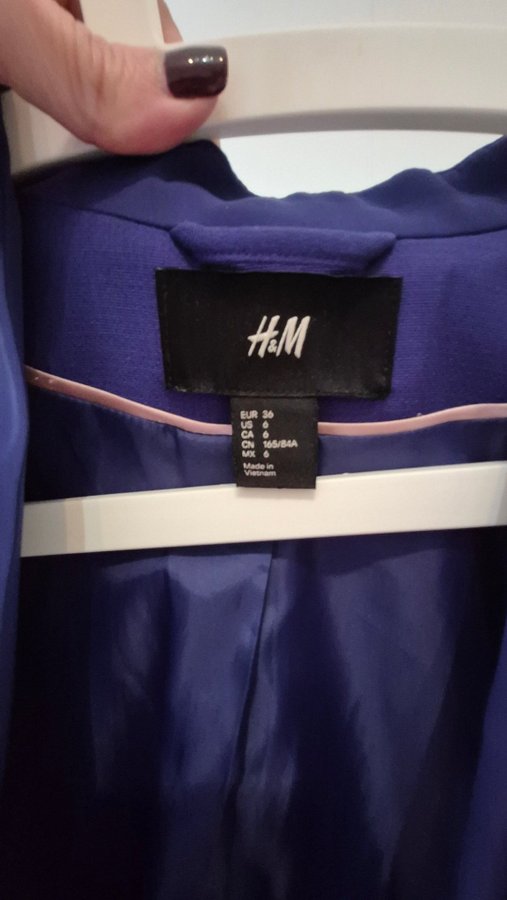 H&M
EUR 36
US 6
CA 6
CN 165/84A
MX 6
Made in
Vietnam